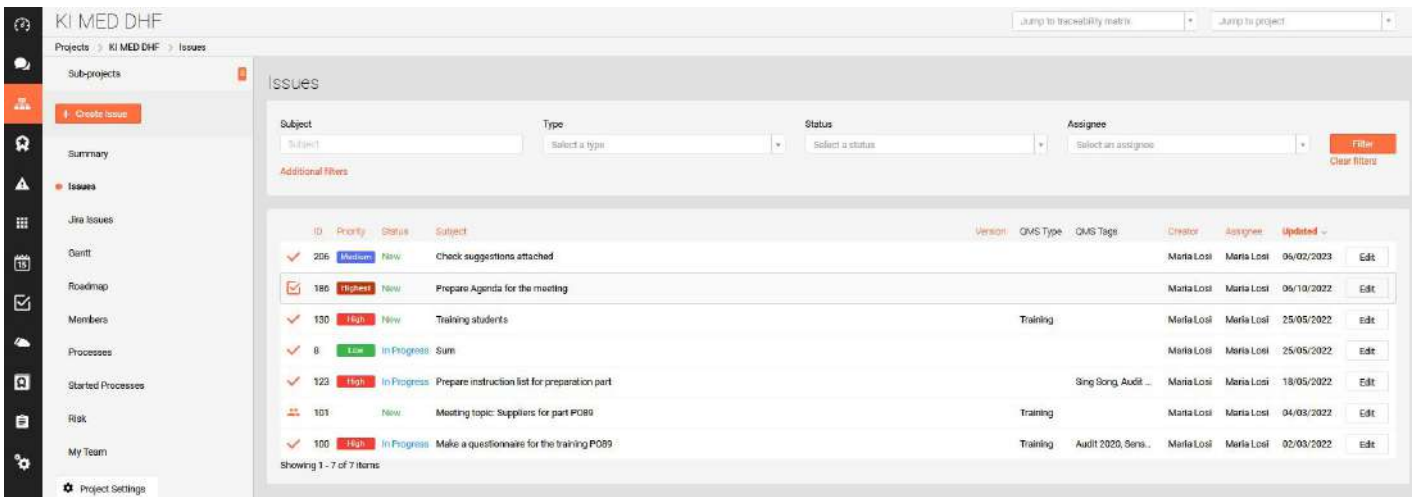 KI MED DHF
Jump to traceability matrix
Jump to project
Projects > KI MED DHF > Issues
Sub-projects
+ Create Issue
Summary
Issues
Jira Issues
Gantt
Roadmap
Members
Processes
Started Processes
Risk
My Team
Project Settings
15
Issues
Subject Type Status Assignee
Subject Select a type Select a status Select an assignee Filter
Additional filters Clear filters
ID Priority Status Subject Version QMS Type QMS Tags Creator Assignee Updated
206 Medium New Check suggestions attached Maria Losi Maria Losi 06/02/2023 Edit
186 Highest New Prepare Agenda for the meeting Maria Losi Maria Losi 06/10/2022 Edit
130 High New Training students Training Maria Losi Maria Losi 25/05/2022 Edit
8 Low In Progress Sum Maria Losi Maria Losi 25/05/2022 Edit
123 High In Progress Prepare instruction list for preparation part Sing Song, Audit ... Maria Losi Maria Losi 18/05/2022 Edit
101 New Meeting topic: Suppliers for part P089 Training Maria Losi Maria Losi 04/03/2022 Edit
100 High In Progress Make a questionnaire for the training P089 Training Audit 2020, Sens... Maria Losi Maria Losi 02/03/2022 Edit
Showing 1 - 7 of 7 items